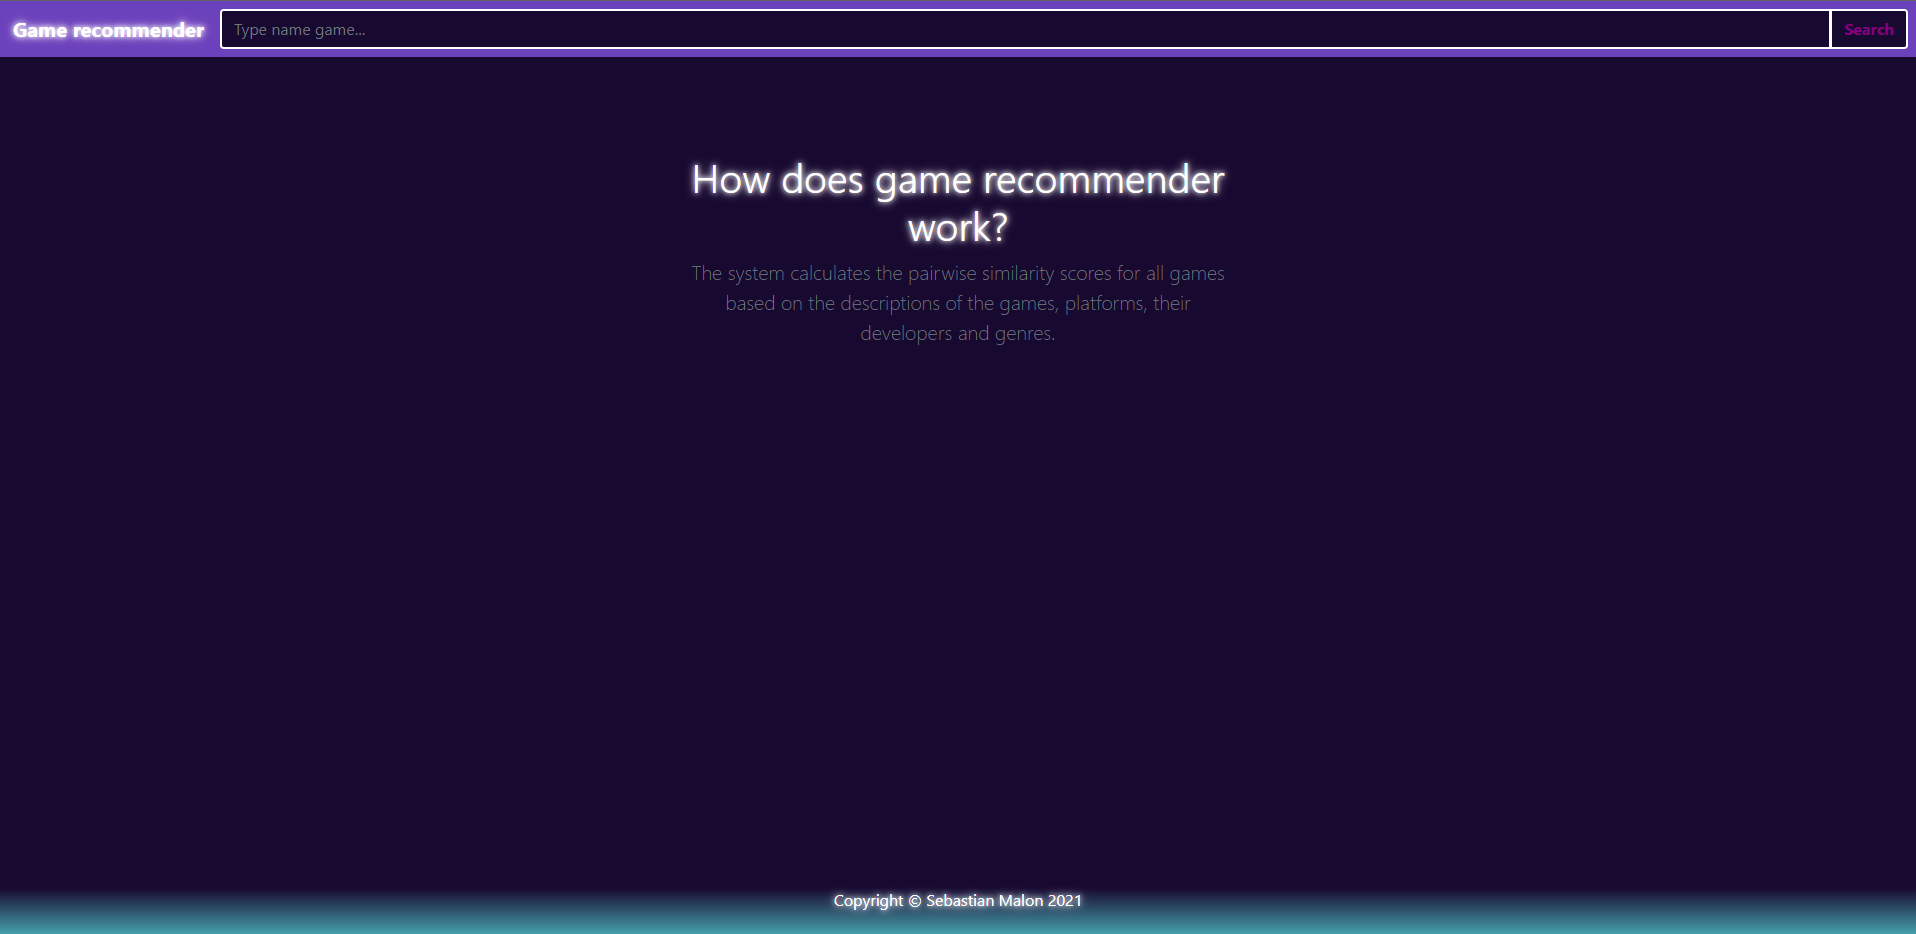 Game recommender
Type name game...
Search
How does game recommender
work?
The system calculates the pairwise similarity scores for all games
based on the descriptions of the games, platforms, their
developers and genres.
Copyright © Sebastian Malon 2021